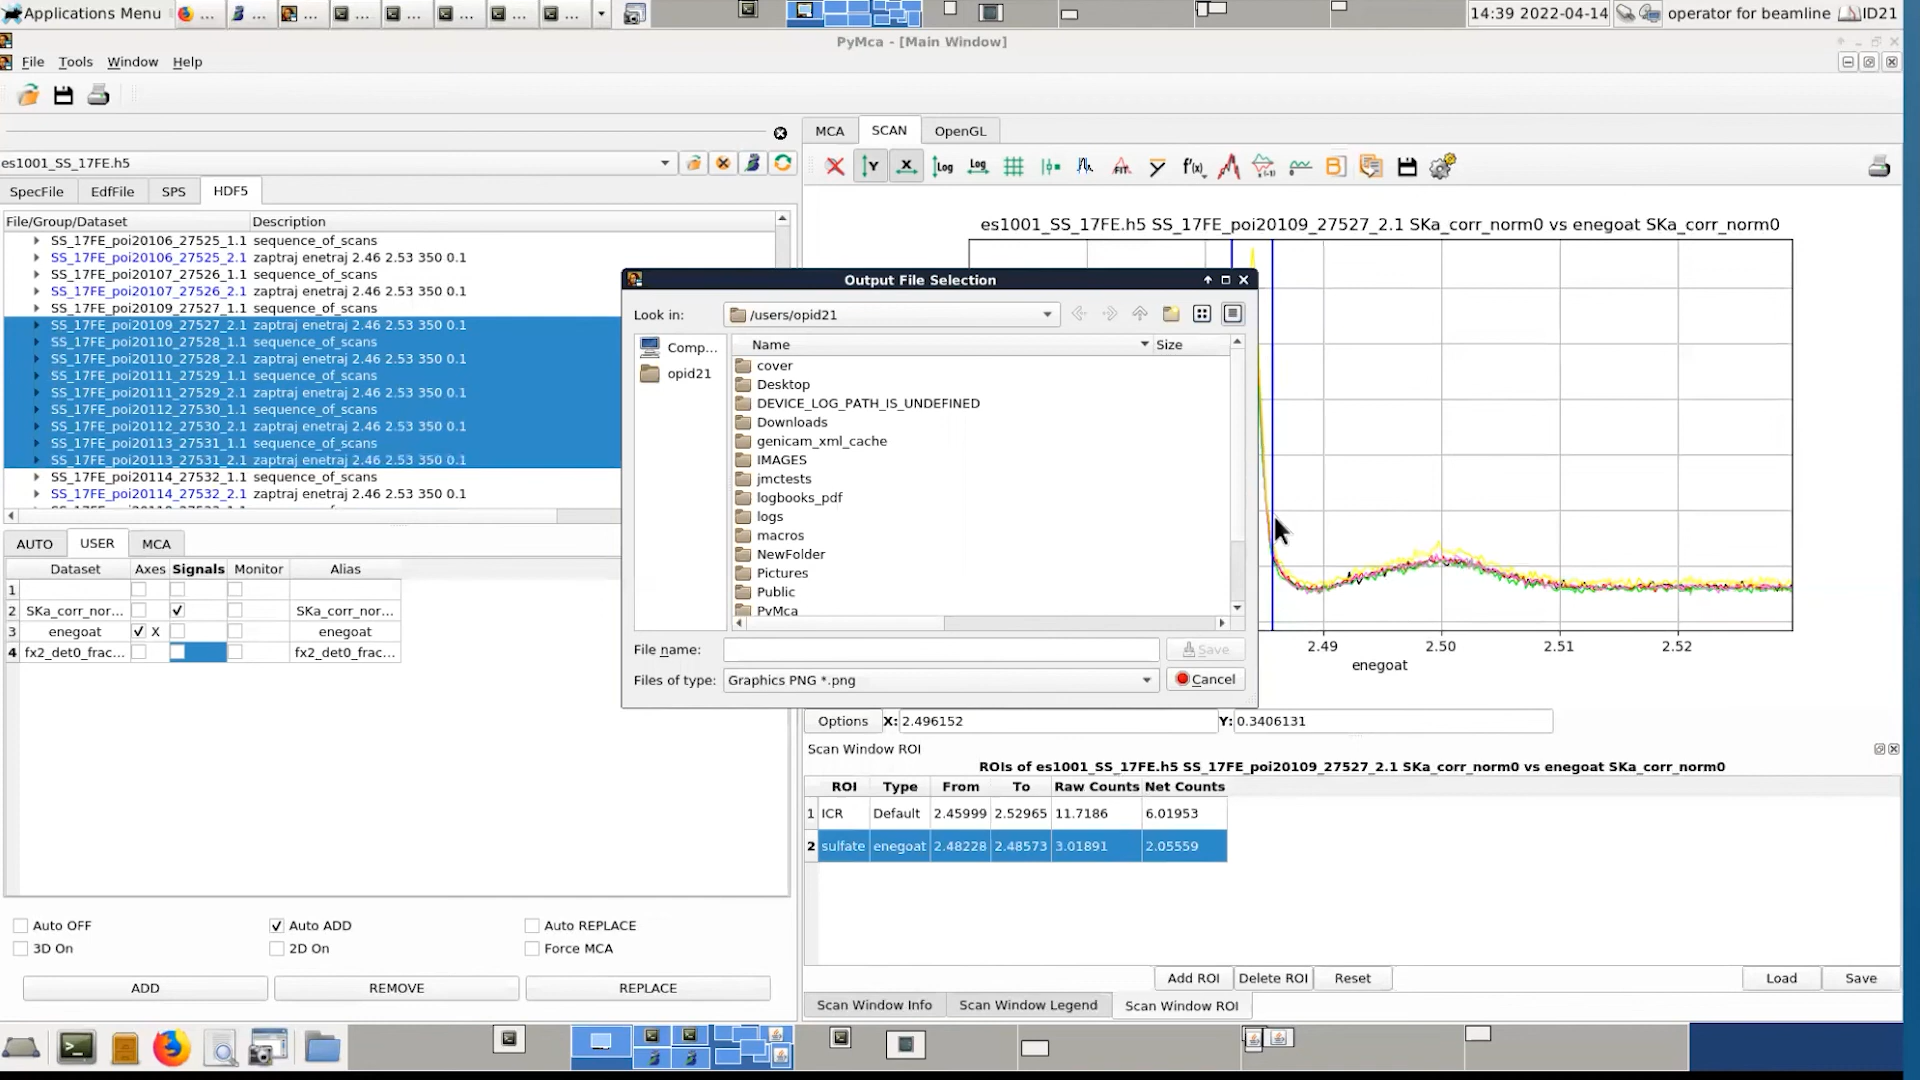 Applications Menu ... ... ... ... ... ... ... ... 14:39 2022-04-14 operator for beamline ID21
PyMca - [Main Window]
File Tools Window Help
MCA SCAN OpenGL
es1001_SS_17FE.h5
Log Log FIT f(x)
SpecFile EdfFile SPS HDF5
File/Group/Dataset Description
SS_17FE_poi20106_27525_1.1 sequence_of_scans
SS_17FE_poi20106_27525_2.1 zaptraj enetraj 2.46 2.53 350 0.1
SS_17FE_poi20107_27526_1.1 sequence_of_scans
SS_17FE_poi20107_27526_2.1 zaptraj enetraj 2.46 2.53 350 0.1
SS_17FE_poi20109_27527_1.1 sequence_of_scans
SS_17FE_poi20109_27527_2.1 zaptraj enetraj 2.46 2.53 350 0.1
SS_17FE_poi20110_27528_1.1 sequence_of_scans
SS_17FE_poi20110_27528_2.1 zaptraj enetraj 2.46 2.53 350 0.1
SS_17FE_poi20111_27529_1.1 sequence_of_scans
SS_17FE_poi20111_27529_2.1 zaptraj enetraj 2.46 2.53 350 0.1
SS_17FE_poi20112_27530_1.1 sequence_of_scans
SS_17FE_poi20112_27530_2.1 zaptraj enetraj 2.46 2.53 350 0.1
SS_17FE_poi20113_27531_1.1 sequence_of_scans
SS_17FE_poi20113_27531_2.1 zaptraj enetraj 2.46 2.53 350 0.1
SS_17FE_poi20114_27532_1.1 sequence_of_scans
SS_17FE_poi20114_27532_2.1 zaptraj enetraj 2.46 2.53 350 0.1
AUTO USER MCA
Dataset Axes Signals Monitor Alias
1
2 SKa_corr_nor... SKa_corr_nor...
3 enegoat X enegoat
4 fx2_det0_frac... fx2_det0_frac...
Auto OFF Auto ADD Auto REPLACE
3D On 2D On Force MCA
ADD REMOVE REPLACE
es1001_SS_17FE.h5 SS_17FE_poi20109_27527_2.1 SKa_corr_norm0 vs enegoat SKa_corr_norm0
Output File Selection
Look in: /users/opid21
Comp...
opid21
Name Size
cover
Desktop
DEVICE_LOG_PATH_IS_UNDEFINED
Downloads
genicam_xml_cache
IMAGES
jmctests
logbooks_pdf
logs
macros
NewFolder
Pictures
Public
PyMca
File name: Save
Files of type: Graphics PNG *.png Cancel
2.49 2.50 2.51 2.52
enegoat
Options X: 2.496152 Y: 0.3406131
Scan Window ROI
ROIs of es1001_SS_17FE.h5 SS_17FE_poi20109_27527_2.1 SKa_corr_norm0 vs enegoat SKa_corr_norm0
ROI Type From To Raw Counts Net Counts
1 ICR Default 2.45999 2.52965 11.7186 6.01953
2 sulfate enegoat 2.48228 2.48573 3.01891 2.05559
Add ROI Delete ROI Reset Load Save
Scan Window Info Scan Window Legend Scan Window ROI